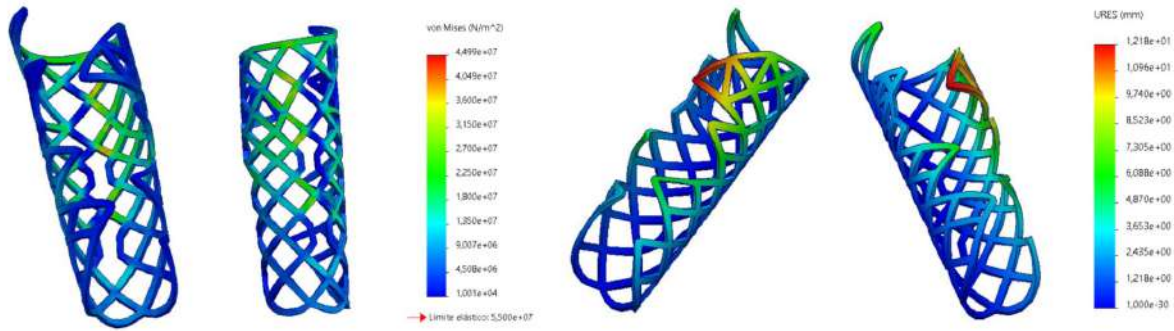 von Mises (N/m^2)
4,499e+07
4,049e+07
3,600e+07
3,150e+07
2,700e+07
2,250e+07
1,800e+07
1,350e+07
9,007e+06
4,508e+06
1,001e+04
Límite elástico: 5,500e+07
URES (mm)
1,218e+01
1,096e+01
9,740e+00
8,523e+00
7,305e+00
6,088e+00
4,870e+00
3,653e+00
2,435e+00
1,218e+00
1,000e-30